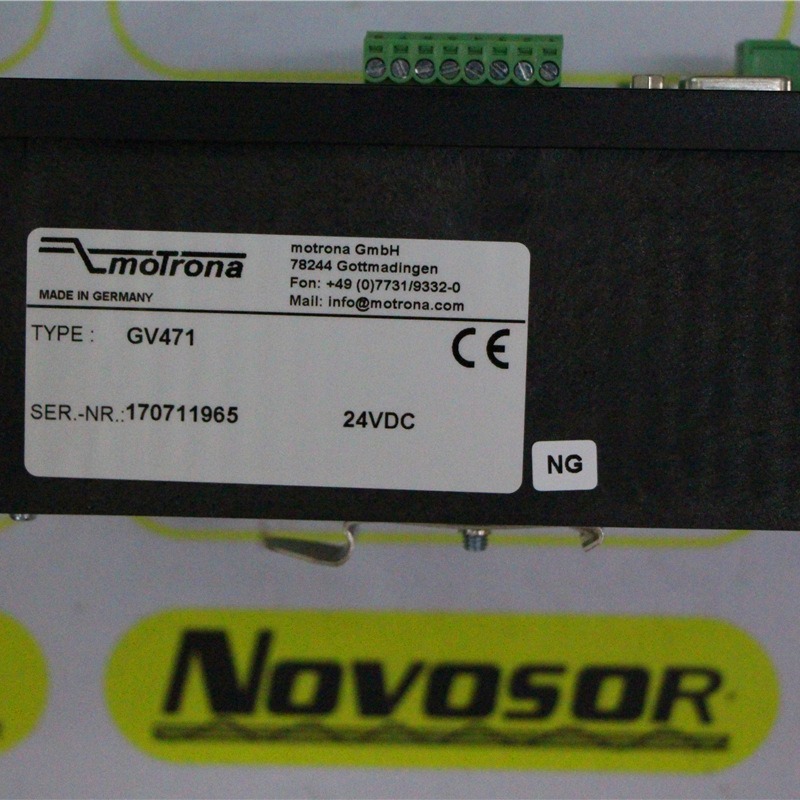 motrona
MADE IN GERMANY
motrona GmbH
78244 Gottmadingen
Fon: +49 (0)7731/9332-0
Mail: info@motrona.com
TYPE : GV471
CE
SER.-NR.:170711965 24VDC
NG
NOVOSOR